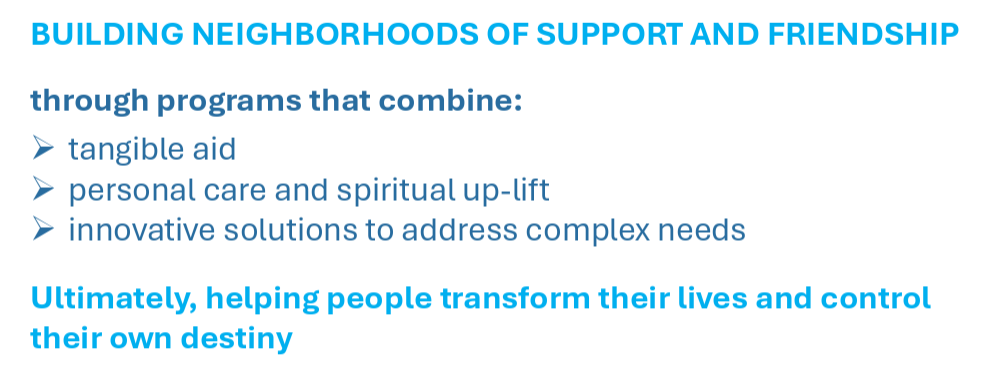 BUILDING NEIGHBORHOODS OF SUPPORT AND FRIENDSHIP
through programs that combine:
➢ tangible aid
➢ personal care and spiritual up-lift
➢ innovative solutions to address complex needs
Ultimately, helping people transform their lives and control
their own destiny